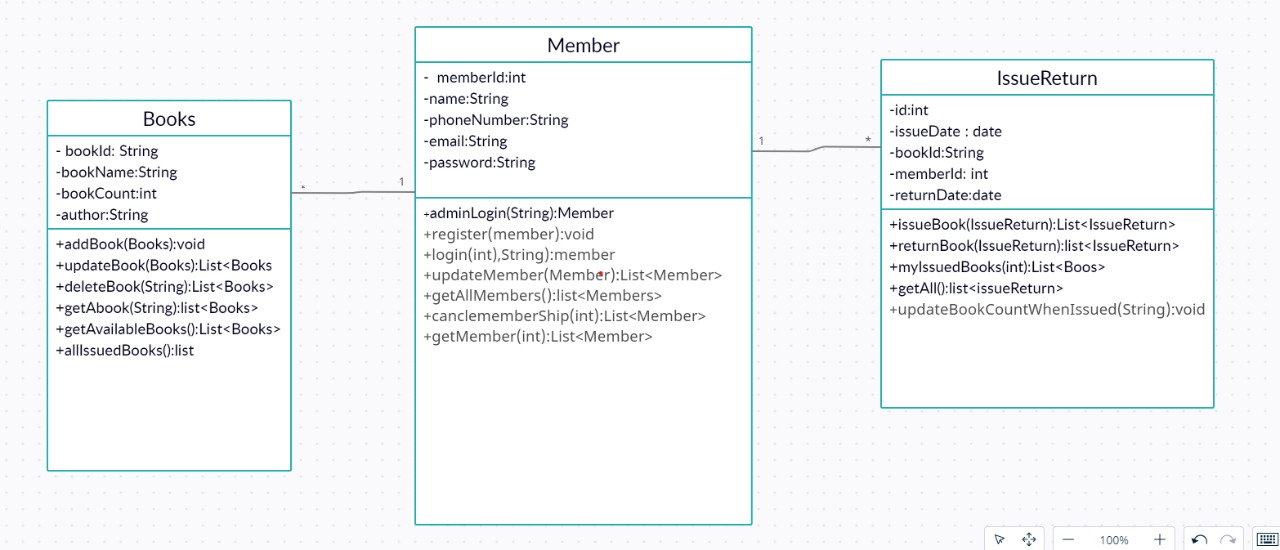 Books
- bookId: String
-bookName:String
-bookCount:int
-author:String
+addBook(Books):void
+updateBook(Books):List<Books
+deleteBook(String):List<Books>
+getAbook(String):list<Books>
+getAvailableBooks():List<Books>
+allIssuedBooks():list
*
1
Member
- memberId:int
-name:String
-phoneNumber:String
-email:String
-password:String
+adminLogin(String):Member
+register(member):void
+login(int),String):member
+updateMember(Member):List<Member>
+getAllMembers():list<Members>
+canclememberShip(int):List<Member>
+getMember(int):List<Member>
1
*
IssueReturn
-id:int
-issueDate : date
-bookId:String
-memberId: int
-returnDate:date
+issueBook(IssueReturn):List<IssueReturn>
+returnBook(IssueReturn):list<IssueReturn>
+myIssuedBooks(int):List<Boos>
+getAll():list<issueReturn>
+updateBookCountWhenIssued(String):void
100%